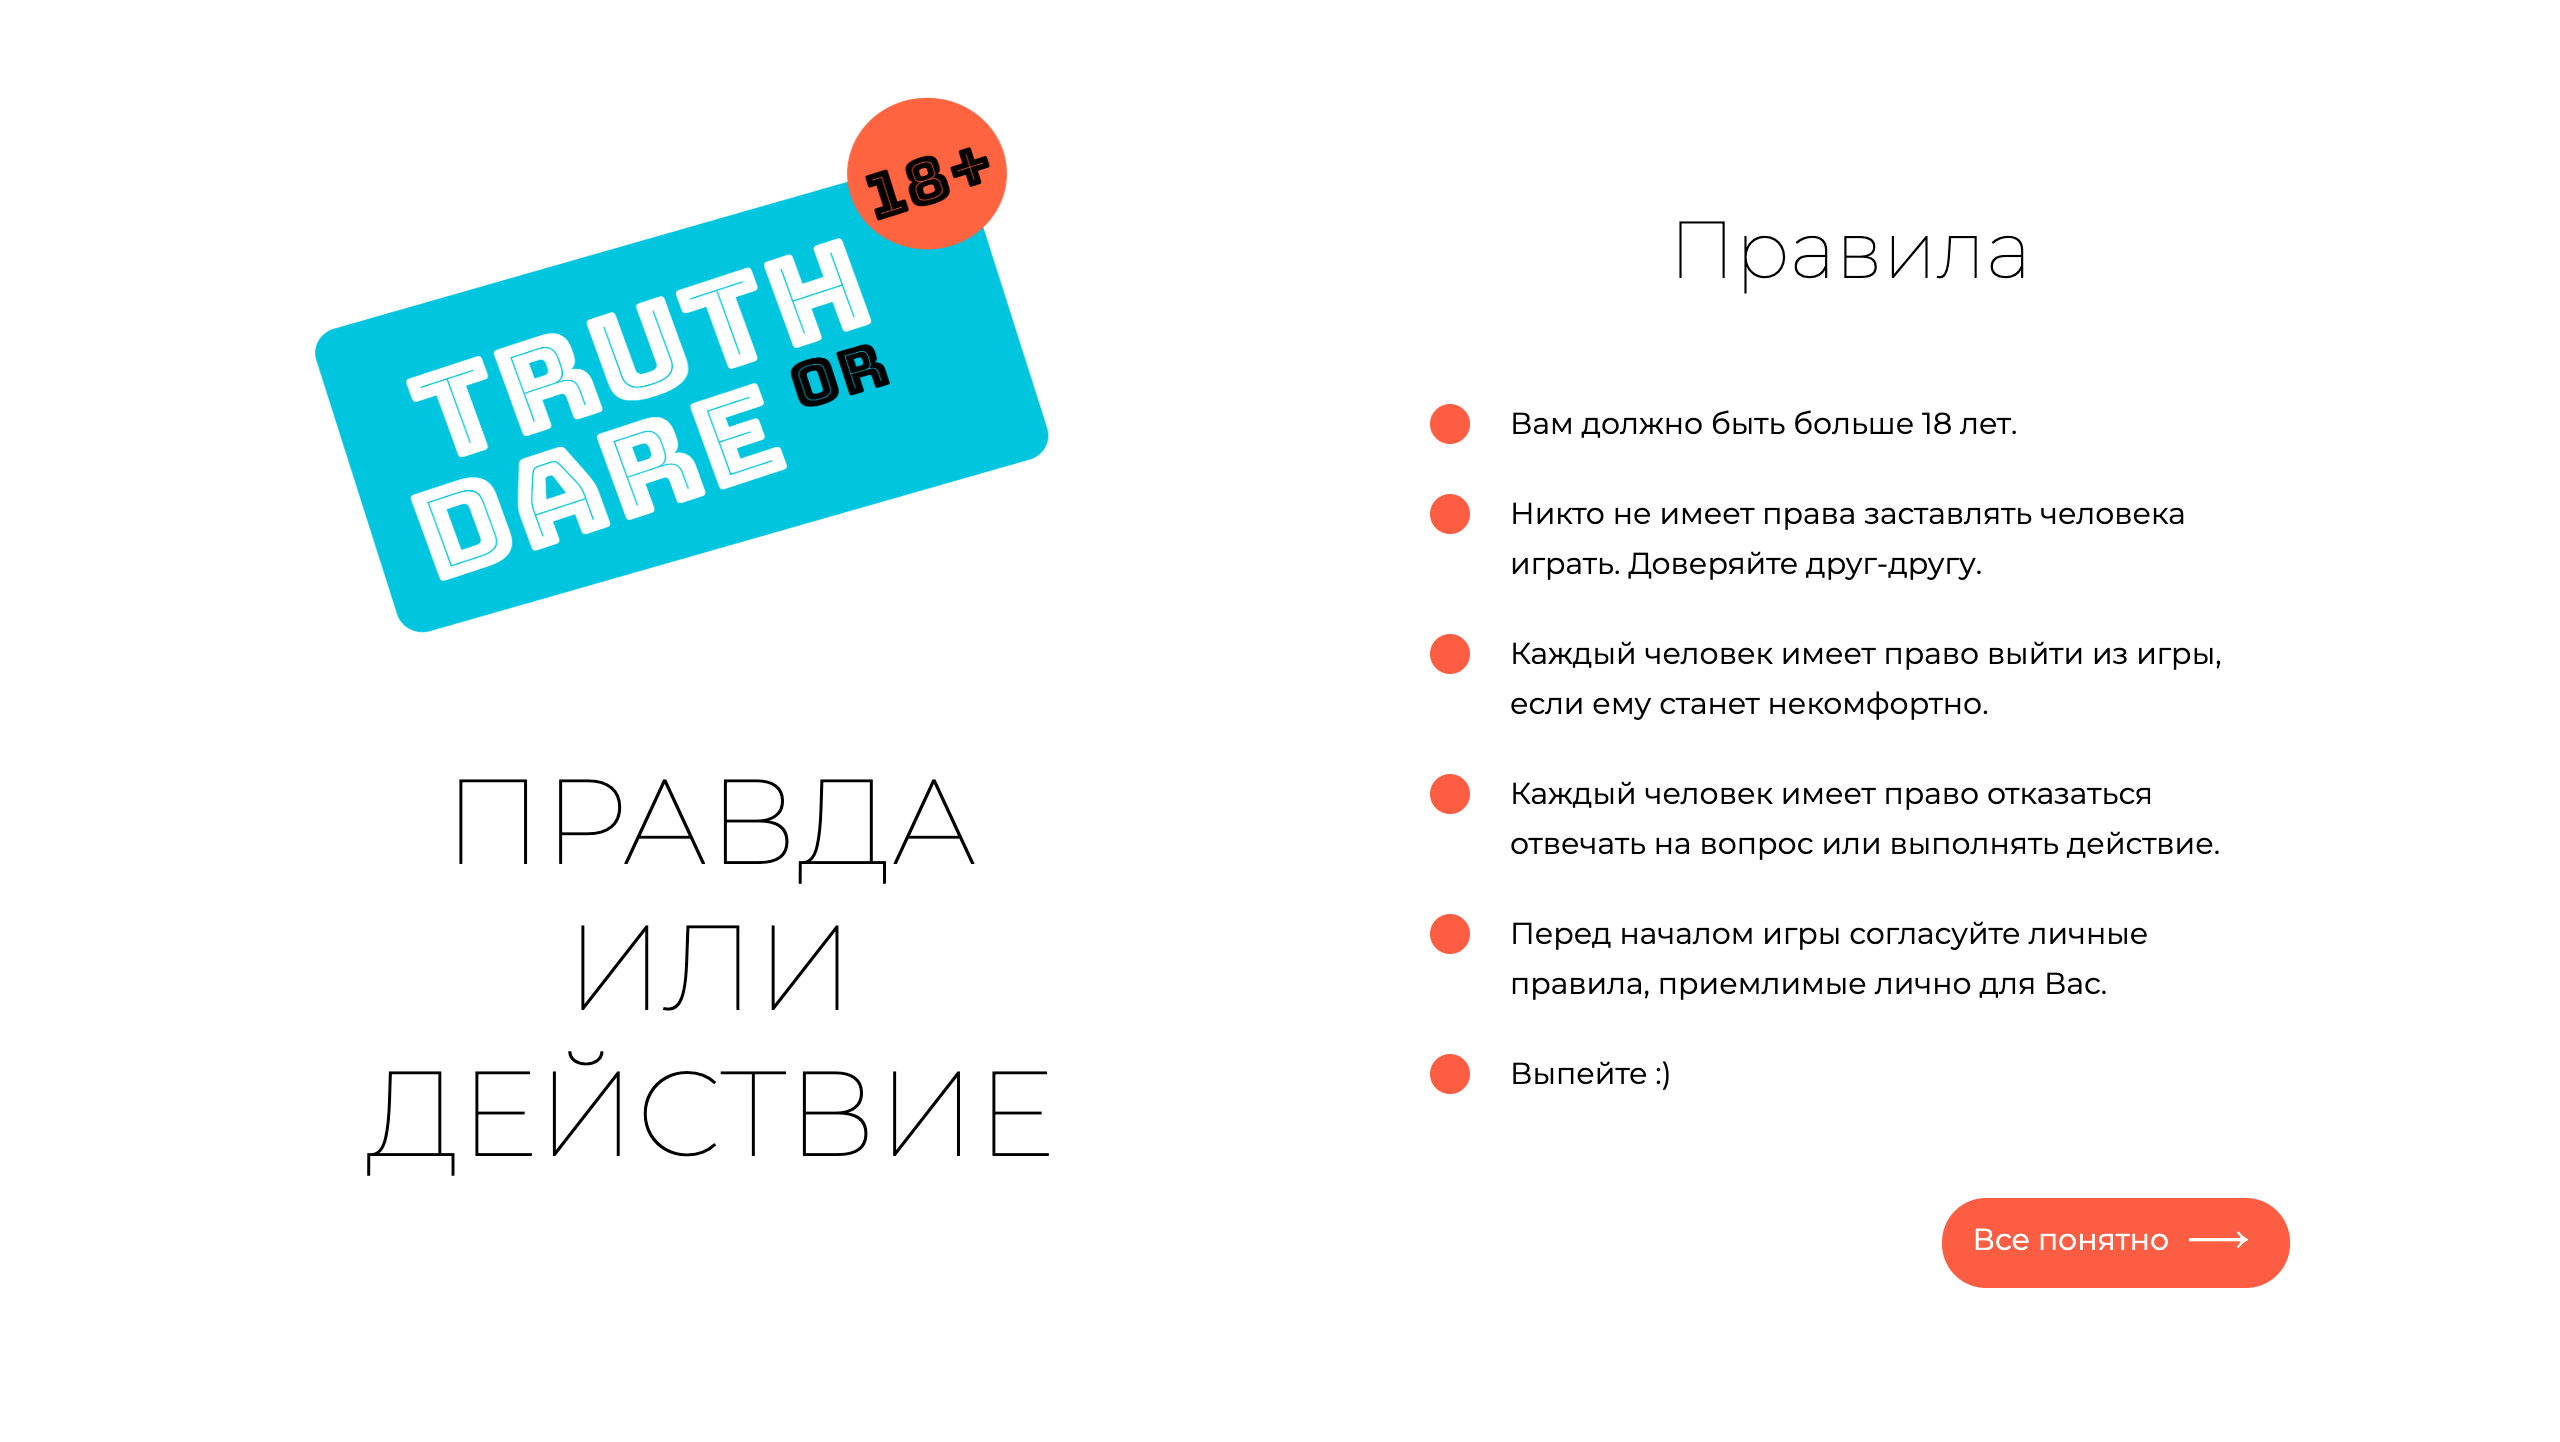 18+
TRUTH
OR
DARE
ПРАВДА
ИЛИ
ДЕЙСТВИЕ
Правила
Вам должно быть больше 18 лет.
Никто не имеет права заставлять человека
играть. Доверяйте друг-другу.
Каждый человек имеет право выйти из игры,
если ему станет некомфортно.
Каждый человек имеет право отказаться
отвечать на вопрос или выполнять действие.
Перед началом игры согласуйте личные
правила, приемлимые лично для Вас.
Выпейте :)
Все понятно →